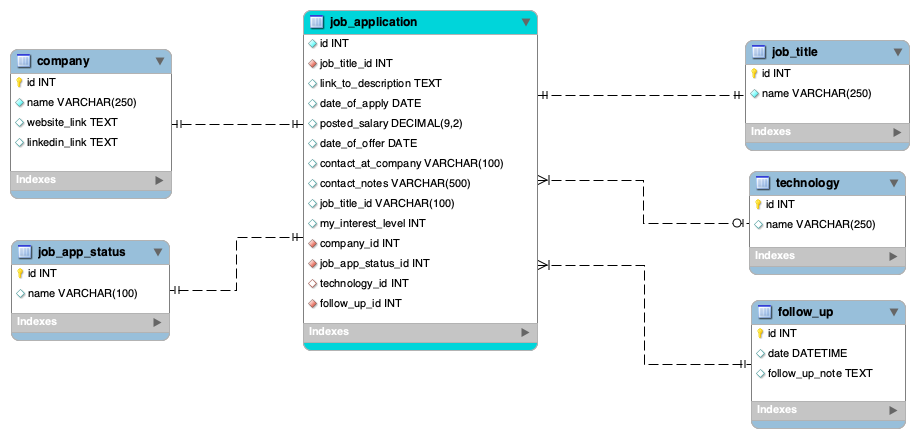 company
id INT
name VARCHAR(250)
website_link TEXT
linkedin_link TEXT
Indexes
job_app_status
id INT
name VARCHAR(100)
Indexes
job_application
id INT
job_title_id INT
link_to_description TEXT
date_of_apply DATE
posted_salary DECIMAL(9,2)
date_of_offer DATE
contact_at_company VARCHAR(100)
contact_notes VARCHAR(500)
job_title_id VARCHAR(100)
my_interest_level INT
company_id INT
job_app_status_id INT
technology_id INT
follow_up_id INT
Indexes
job_title
id INT
name VARCHAR(250)
Indexes
technology
id INT
name VARCHAR(250)
Indexes
follow_up
id INT
date DATETIME
follow_up_note TEXT
Indexes